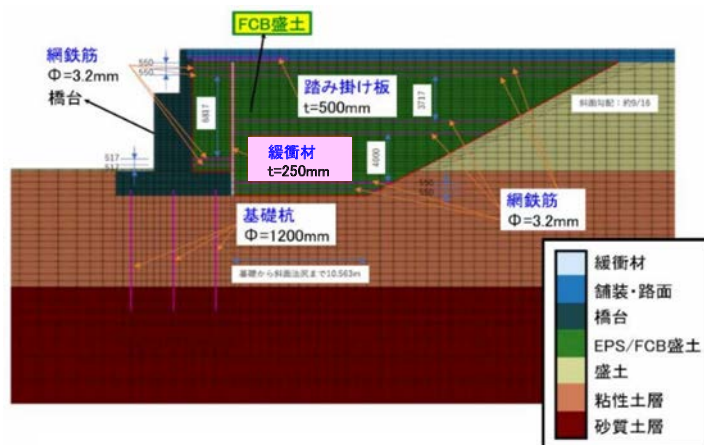 FCB盛土
網鉄筋
Φ=3.2mm
橋台
550
550
6817
踏み掛け板
t=500mm
3717
斜面勾配：約9/16
緩衝材
t=250mm
4000
517
517
網鉄筋
Φ=3.2mm
基礎杭
Φ=1200mm
基礎から斜面法尻まで10.563m
緩衝材
舗装・路面
橋台
EPS/FCB盛土
盛土
粘性土層
砂質土層